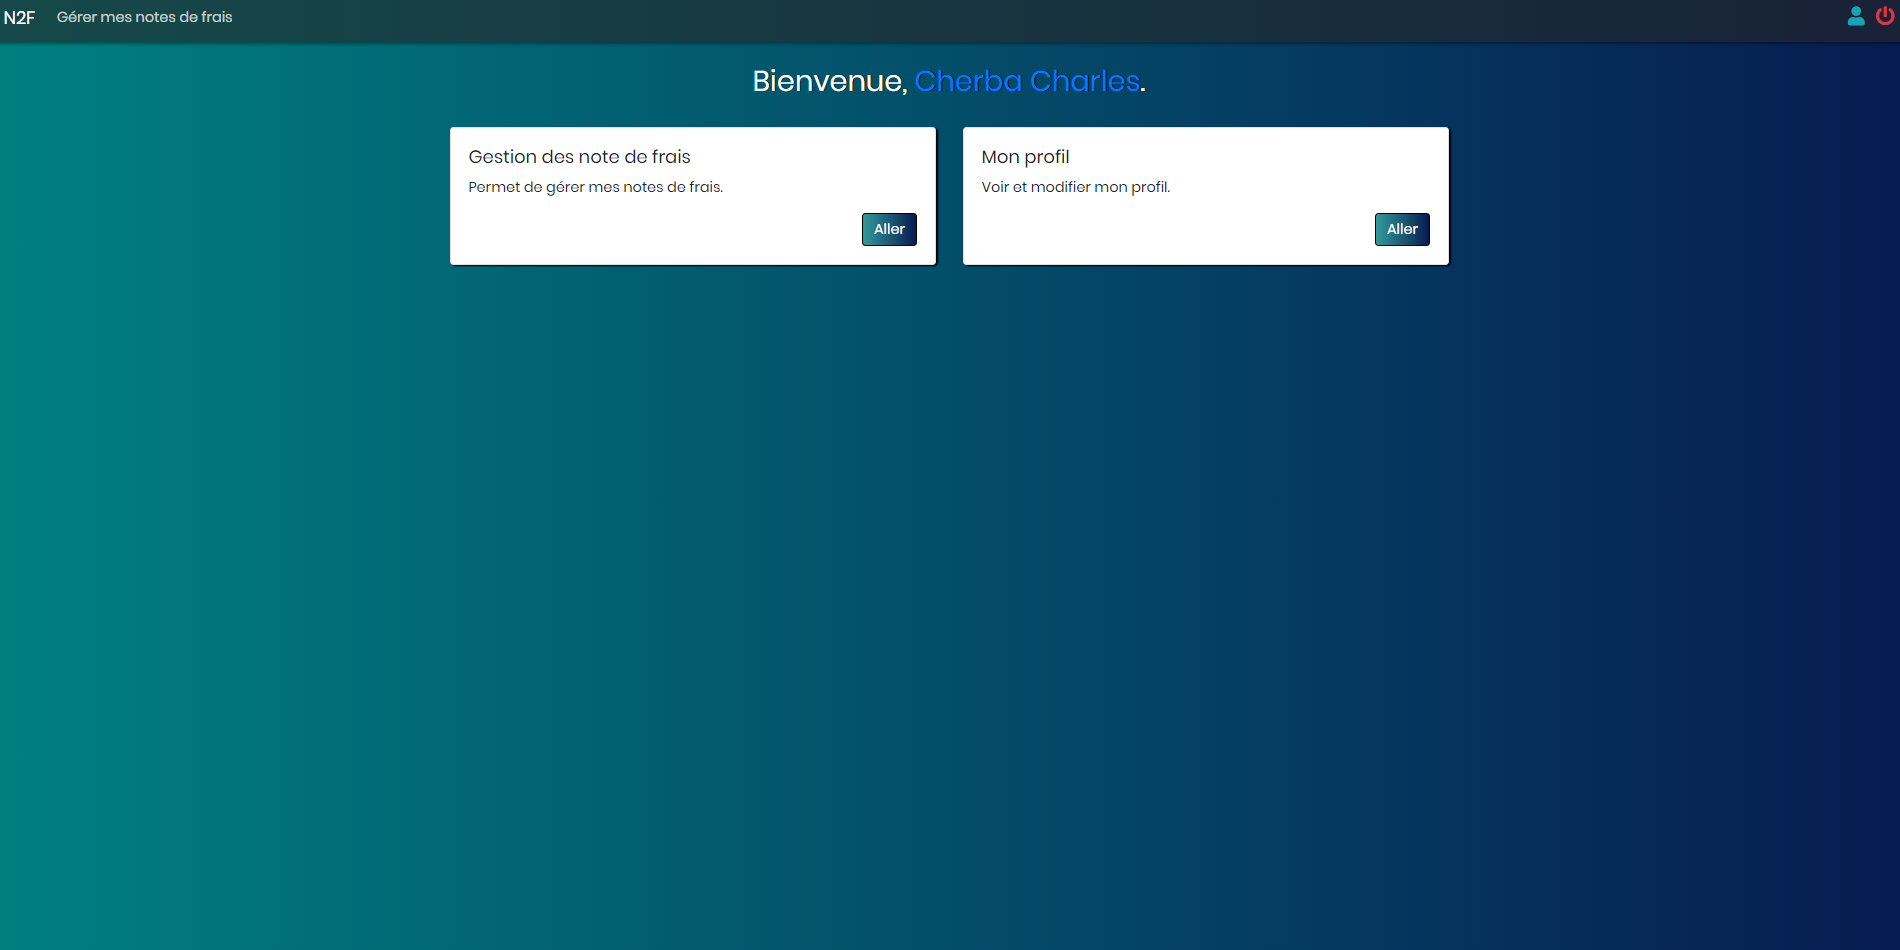 N2F Gérer mes notes de frais
Bienvenue, Cherba Charles.
Gestion des note de frais
Permet de gérer mes notes de frais.
Aller
Mon profil
Voir et modifier mon profil.
Aller